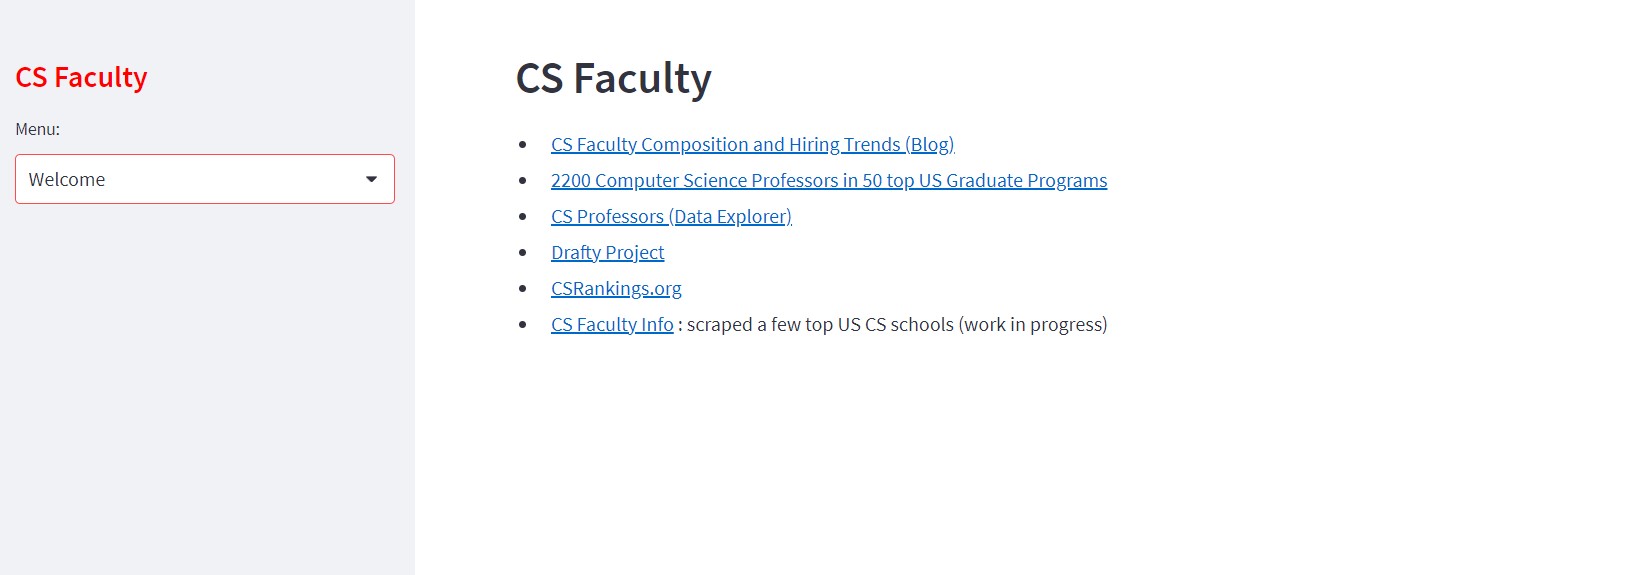 CS Faculty
Menu:
Welcome
CS Faculty
CS Faculty Composition and Hiring Trends (Blog)
2200 Computer Science Professors in 50 top US Graduate Programs
CS Professors (Data Explorer)
Drafty Project
CSRankings.org
CS Faculty Info : scraped a few top US CS schools (work in progress)